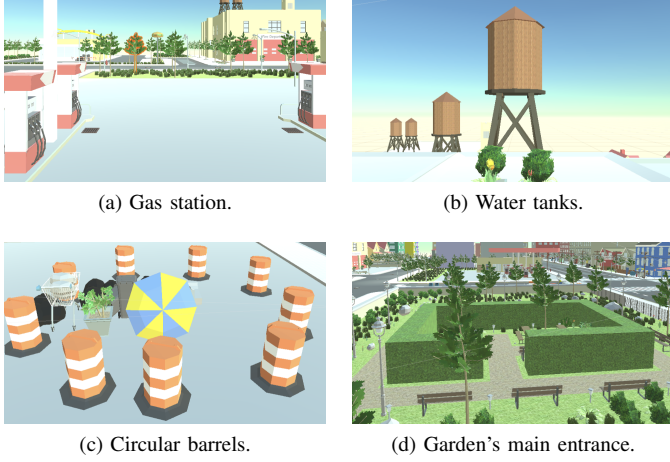 (a) Gas station.
(b) Water tanks.
(c) Circular barrels.
(d) Garden's main entrance.